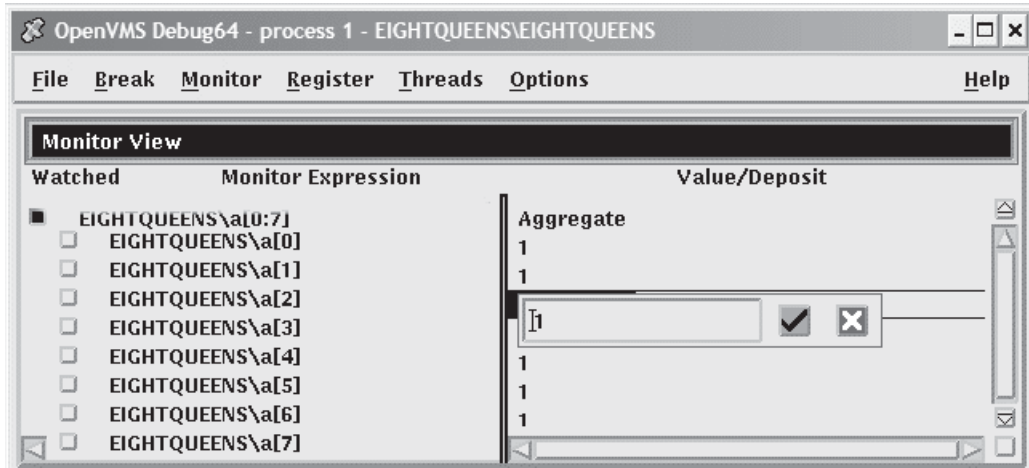 OpenVMS Debug64 - process 1 - EIGHTQUEENS\EIGHTQUEENS
File Break Monitor Register Threads Options Help
Monitor View
Watched Monitor Expression Value/Deposit
EIGHTQUEENS\a[0:7] Aggregate
EIGHTQUEENS\a[0] 1
EIGHTQUEENS\a[1] 1
EIGHTQUEENS\a[2]
EIGHTQUEENS\a[3] 1
EIGHTQUEENS\a[4] 1
EIGHTQUEENS\a[5] 1
EIGHTQUEENS\a[6] 1
EIGHTQUEENS\a[7]